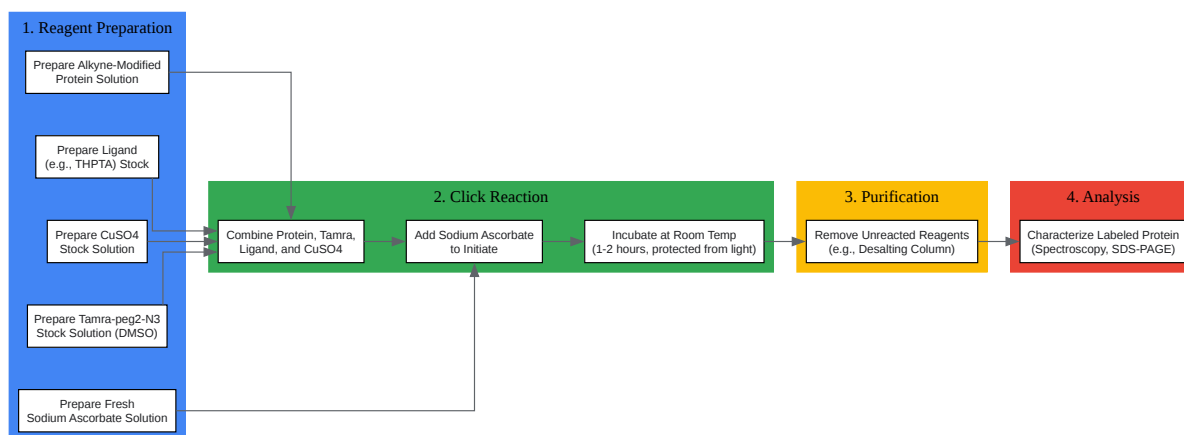 1. Reagent Preparation
Prepare Alkyne-Modified
Protein Solution
Prepare Ligand
(e.g., THPTA) Stock
Prepare CuSO4
Stock Solution
Prepare Tamra-peg2-N3
Stock Solution (DMSO)
Prepare Fresh
Sodium Ascorbate Solution
2. Click Reaction
Combine Protein, Tamra,
Ligand, and CuSO4
Add Sodium Ascorbate
to Initiate
Incubate at Room Temp
(1-2 hours, protected from light)
3. Purification
Remove Unreacted Reagents
(e.g., Desalting Column)
4. Analysis
Characterize Labeled Protein
(Spectroscopy, SDS-PAGE)